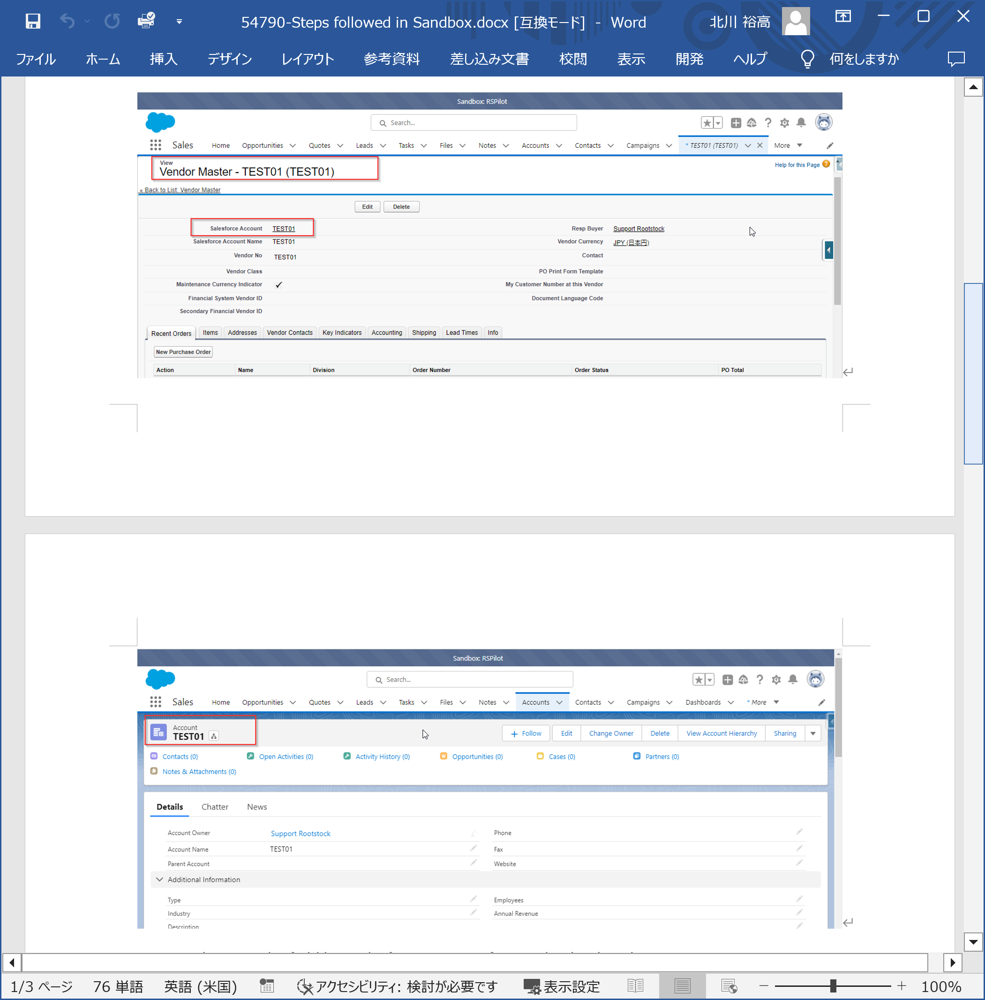 54790-Steps followed in Sandbox.docx [互換モード] - Word 北川 裕高
ファイル ホーム 挿入 デザイン レイアウト 参考資料 差し込み文書 校閲 表示 開発 ヘルプ 何をしますか
Sandbox: RSPilot
Search...
Sales Home Opportunities Quotes Leads Tasks Files Notes Accounts Contacts Campaigns * TEST01 (TEST01) More
View
Vendor Master - TEST01 (TEST01)
Help for this Page
« Back to List: Vendor Master
Edit Delete
Salesforce Account TEST01 Resp Buyer Support Rootstock
Salesforce Account Name TEST01 Vendor Currency JPY (日本円)
Vendor No TEST01 Contact
Vendor Class PO Print Form Template
Maintenance Currency Indicator ✓ My Customer Number at this Vendor
Financial System Vendor ID Document Language Code
Secondary Financial Vendor ID
Recent Orders Items Addresses Vendor Contacts Key Indicators Accounting Shipping Lead Times Info
New Purchase Order
Action Name Division Order Number Order Status PO Total
Sandbox: RSPilot
Search...
Sales Home Opportunities Quotes Leads Tasks Files Notes Accounts Contacts Campaigns Dashboards * More
Account
TEST01
Follow Edit Change Owner Delete View Account Hierarchy Sharing
Contacts (0) Open Activities (0) Activity History (0) Opportunities (0) Cases (0) Partners (0)
Notes & Attachments (0)
Details Chatter News
Account Owner Support Rootstock Phone
Account Name TEST01 Fax
Parent Account Website
Additional Information
Type Employees
Industry Annual Revenue
Description
1/3 ページ 76 単語 英語 (米国) アクセシビリティ: 検討が必要です 表示設定 100%